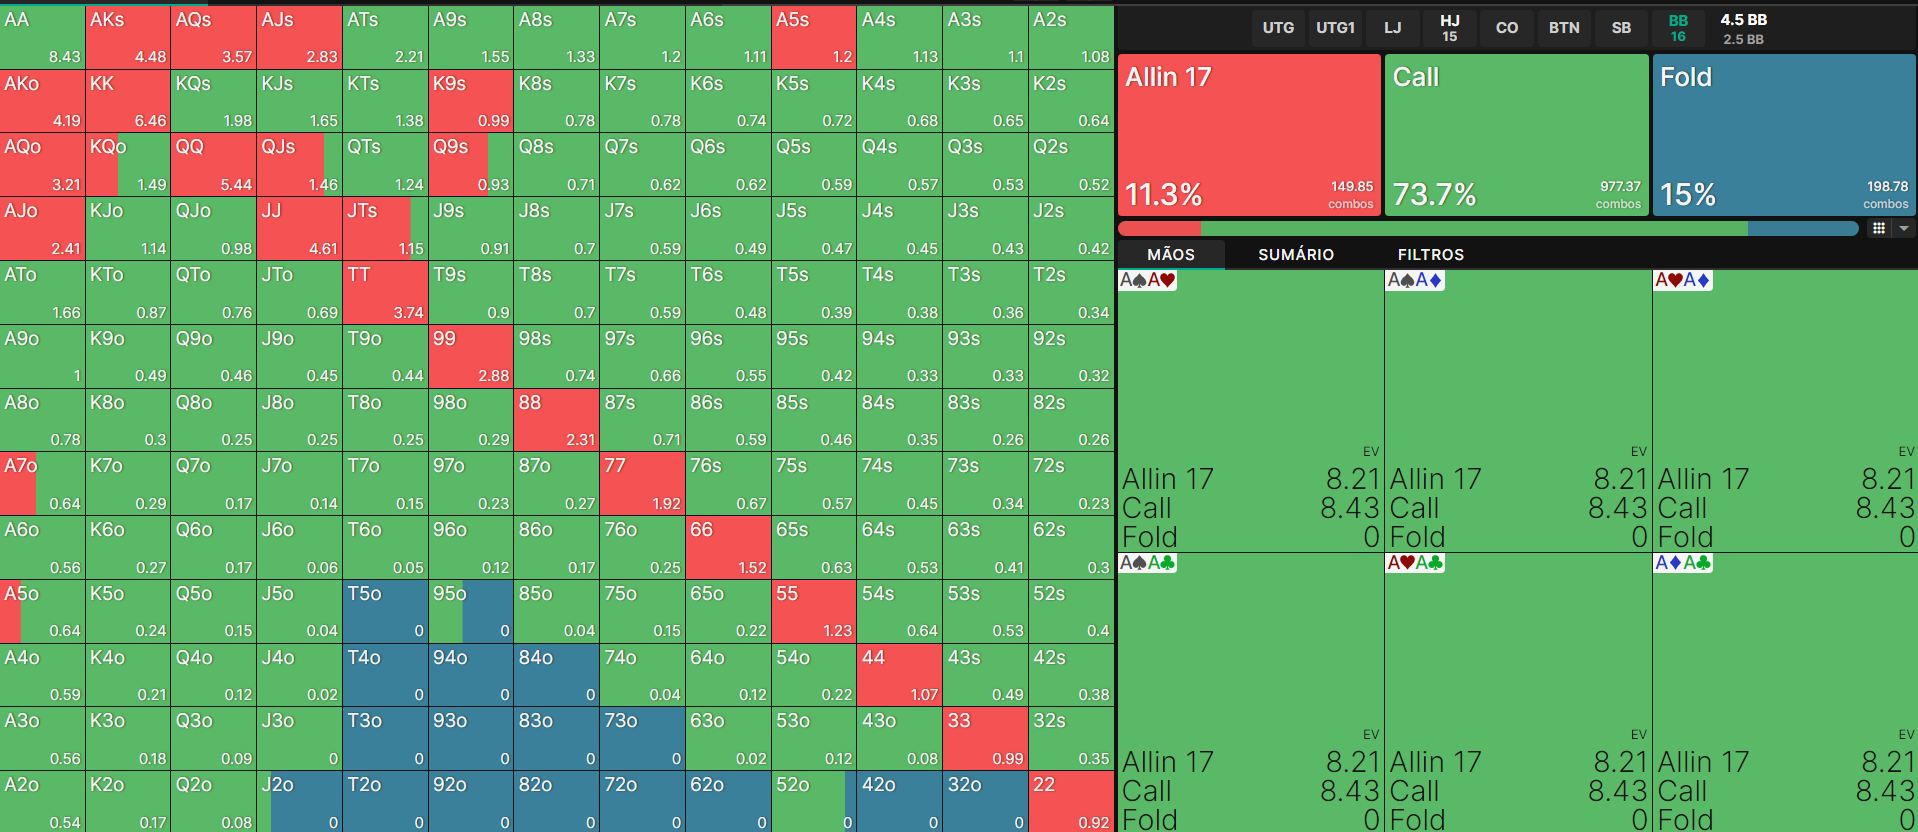 AA AKs AQs AJs ATs A9s A8s A7s A6s A5s A4s A3s A2s
8.43 4.48 3.57 2.83 2.21 1.55 1.33 1.2 1.11 1.2 1.13 1.1 1.08
AKo KK KQs KJs KTs K9s K8s K7s K6s K5s K4s K3s K2s
4.19 6.46 1.98 1.65 1.38 0.99 0.78 0.78 0.74 0.72 0.68 0.65 0.64
AQo KQo QQ QJs QTs Q9s Q8s Q7s Q6s Q5s Q4s Q3s Q2s
3.21 1.49 5.44 1.46 1.24 0.93 0.71 0.62 0.62 0.59 0.57 0.53 0.52
AJo KJo QJo JJ JTs J9s J8s J7s J6s J5s J4s J3s J2s
2.41 1.14 0.98 4.61 1.15 0.91 0.7 0.59 0.49 0.47 0.45 0.43 0.42
ATo KTo QTo JTo TT T9s T8s T7s T6s T5s T4s T3s T2s
1.66 0.87 0.76 0.69 3.74 0.9 0.7 0.59 0.48 0.39 0.38 0.36 0.34
A9o K9o Q9o J9o T9o 99 98s 97s 96s 95s 94s 93s 92s
1 0.49 0.46 0.45 0.44 2.88 0.74 0.66 0.55 0.42 0.33 0.33 0.32
A8o K8o Q8o J8o T8o 98o 88 87s 86s 85s 84s 83s 82s
0.78 0.3 0.25 0.25 0.25 0.29 2.31 0.71 0.59 0.46 0.35 0.26 0.26
A7o K7o Q7o J7o T7o 97o 87o 77 76s 75s 74s 73s 72s
0.64 0.29 0.17 0.14 0.15 0.23 0.27 1.92 0.67 0.57 0.45 0.34 0.23
A6o K6o Q6o J6o T6o 96o 86o 76o 66 65s 64s 63s 62s
0.56 0.27 0.17 0.06 0.05 0.12 0.17 0.25 1.52 0.63 0.53 0.41 0.3
A5o K5o Q5o J5o T5o 95o 85o 75o 65o 55 54s 53s 52s
0.64 0.24 0.15 0.04 0 0 0.04 0.15 0.22 1.23 0.64 0.53 0.4
A4o K4o Q4o J4o T4o 94o 84o 74o 64o 54o 44 43s 42s
0.59 0.21 0.12 0.02 0 0 0 0.04 0.12 0.22 1.07 0.49 0.38
A3o K3o Q3o J3o T3o 93o 83o 73o 63o 53o 43o 33 32s
0.56 0.18 0.09 0 0 0 0 0 0.02 0.12 0.08 0.99 0.35
A2o K2o Q2o J2o T2o 92o 82o 72o 62o 52o 42o 32o 22
0.54 0.17 0.08 0 0 0 0 0 0 0 0 0 0.92
UTG UTG1 LJ HJ CO BTN SB BB 4.5 BB
15 16 2.5 BB
Allin 17 Call Fold
11.3% 149.85 combos 73.7% 977.37 combos 15% 198.78 combos
MÃOS SUMÁRIO FILTROS
A♠A♥ A♠A♦ A♥A♦
EV EV EV
Allin 17 8.21 Allin 17 8.21 Allin 17 8.21
Call 8.43 Call 8.43 Call 8.43
Fold 0 Fold 0 Fold 0
A♠A♣ A♥A♣ A♦A♣
EV EV EV
Allin 17 8.21 Allin 17 8.21 Allin 17 8.21
Call 8.43 Call 8.43 Call 8.43
Fold 0 Fold 0 Fold 0